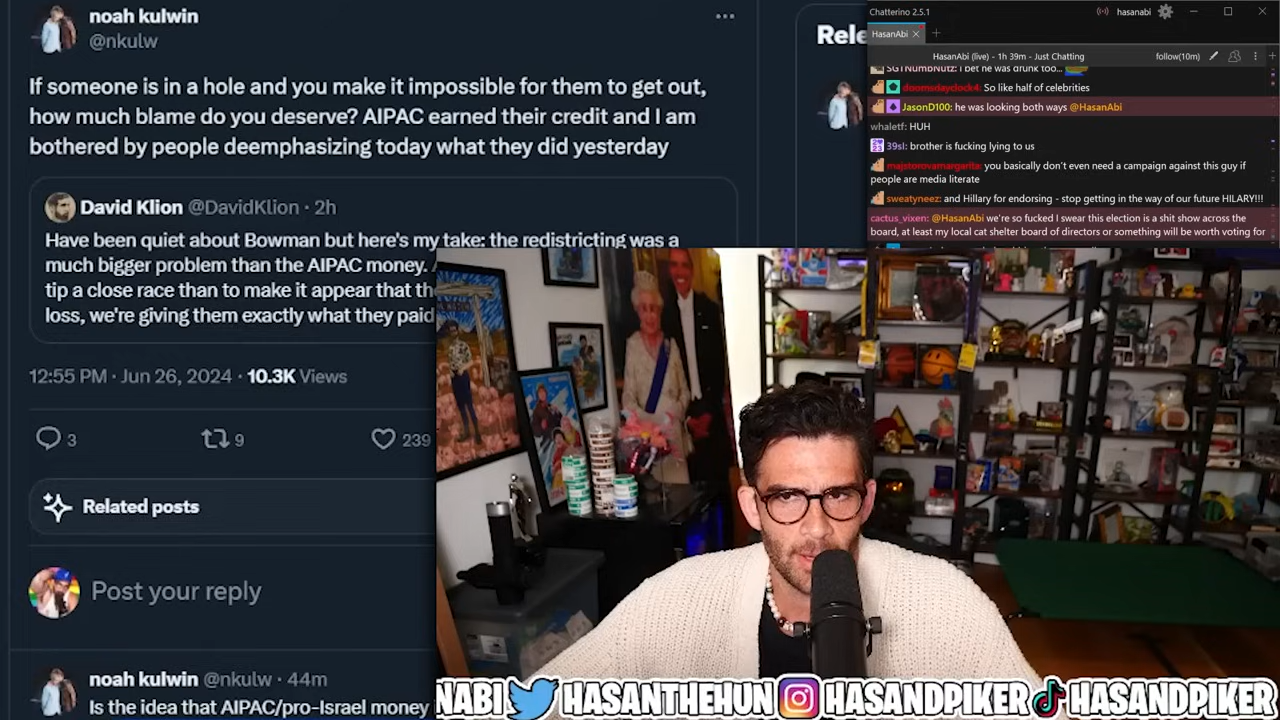 noah kulwin
@nkulw
If someone is in a hole and you make it impossible for them to get out,
how much blame do you deserve? AIPAC earned their credit and I am
bothered by people deemphasizing today what they did yesterday
David Klion @DavidKlion · 2h
Have been quiet about Bowman but here's my take: the redistricting was a
much bigger problem than the AIPAC money.
tip a close race than to make it appear that the
loss, we're giving them exactly what they paid
12:55 PM · Jun 26, 2024 · 10.3K Views
3
9
239
Related posts
Post your reply
noah kulwin @nkulw · 44m
Is the idea that AIPAC/pro-Israel money
Rele
Chatterino 2.5.1
hasanabi
HasanAbi
HasanAbi (live) - 1h 39m - Just Chatting
follow(10m)
SGTNumbNutz: i bet he was drunk too...
doomsdayclock4: So like half of celebrities
JasonD100: he was looking both ways @HasanAbi
whaletf: HUH
39sl: brother is fucking lying to us
majstorovamargarita: you basically don't even need a campaign against this guy if
people are media literate
sweatyneez: and Hillary for endorsing - stop getting in the way of our future HILARY!!!
cactus_vixen: @HasanAbi we're so fucked I swear this election is a shit show across the
board, at least my local cat shelter board of directors or something will be worth voting for
NABI HASANTHEHUN HASANDPIKER HASANDPIKER